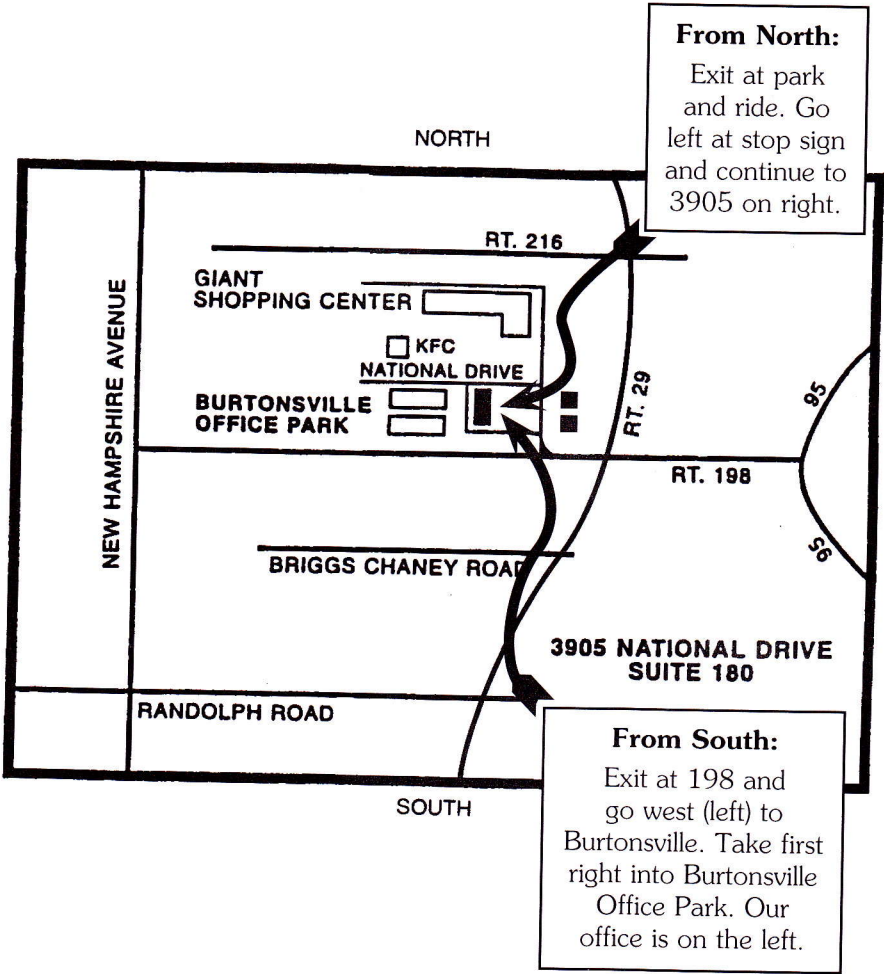 From North:
Exit at park
and ride. Go
left at stop sign
and continue to
3905 on right.
NORTH
RT. 216
GIANT
SHOPPING CENTER
KFC
NATIONAL DRIVE
BURTONSVILLE
OFFICE PARK
NEW HAMPSHIRE AVENUE
RT. 29
95
RT. 198
95
BRIGGS CHANEY ROAD
3905 NATIONAL DRIVE
SUITE 180
RANDOLPH ROAD
SOUTH
From South:
Exit at 198 and
go west (left) to
Burtonsville. Take first
right into Burtonsville
Office Park. Our
office is on the left.